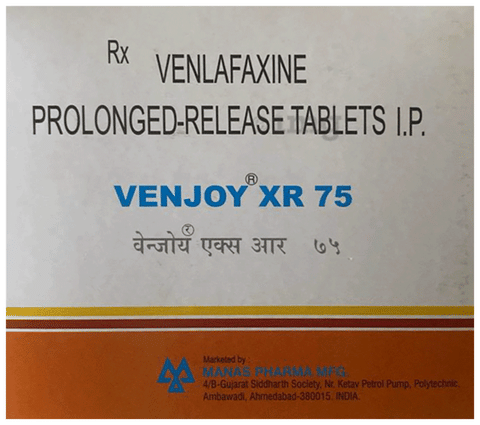 Rx VENLAFAXINE
PROLONGED-RELEASE TABLETS I.P.
VENJOY® XR 75
वेन्जोय® एक्स आर ७५
Marketed by :
MANAS PHARMA MFG.
4/B-Gujarat Siddharth Society, Nr. Ketav Petrol Pump, Polytechnic,
Ambawadi, Ahmedabad-380015. INDIA.